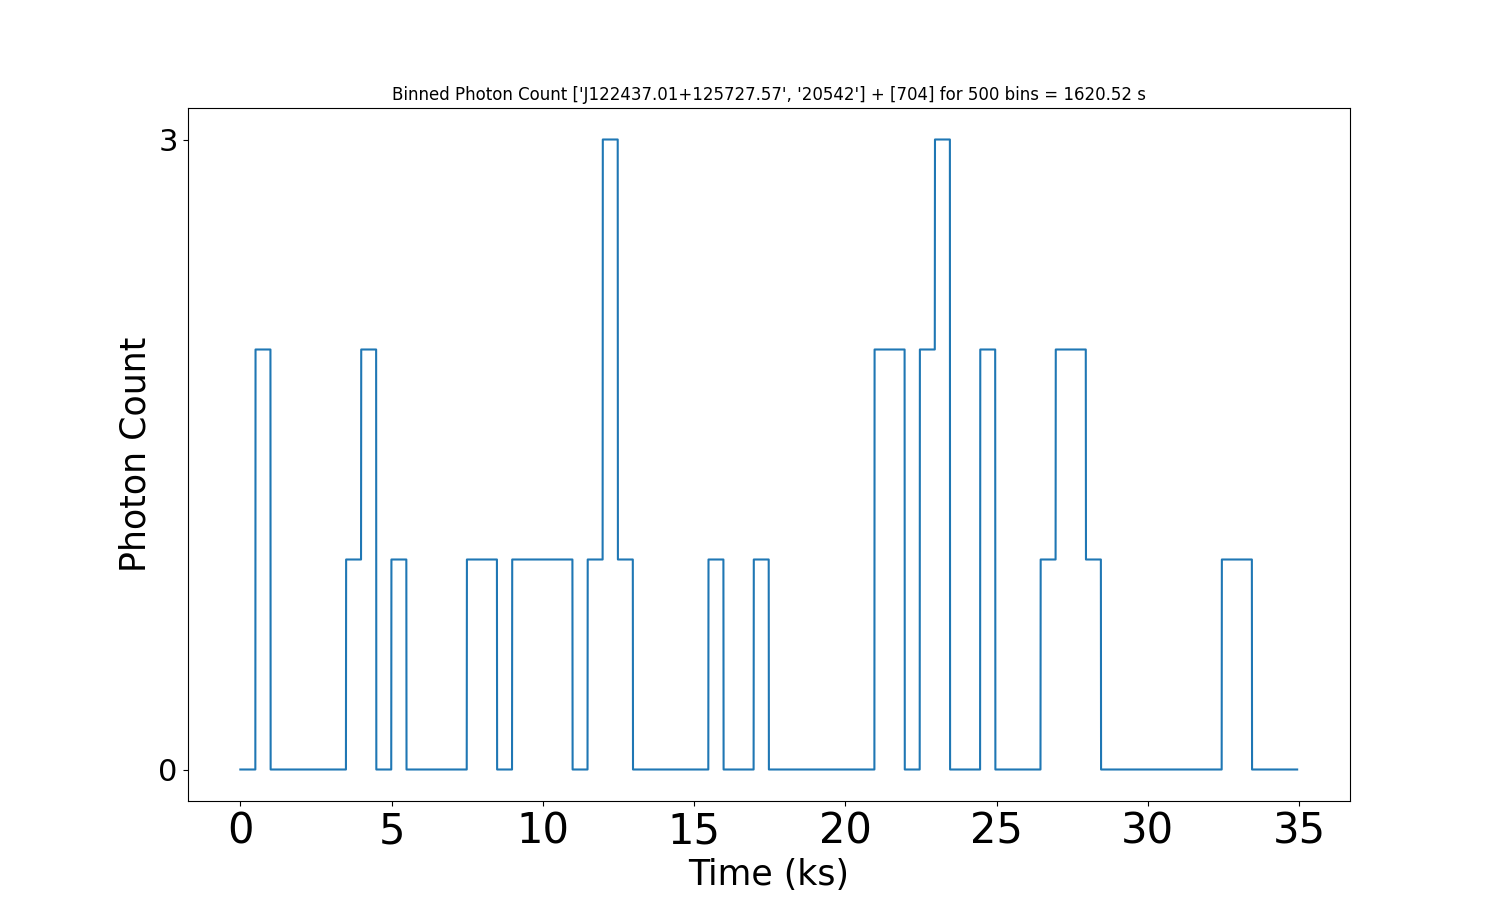 Binned Photon Count ['J122437.01+125727.57', '20542'] + [704] for 500 bins = 1620.52 s
3
Photon Count
0
0 5 10 15 20 25 30 35
Time (ks)